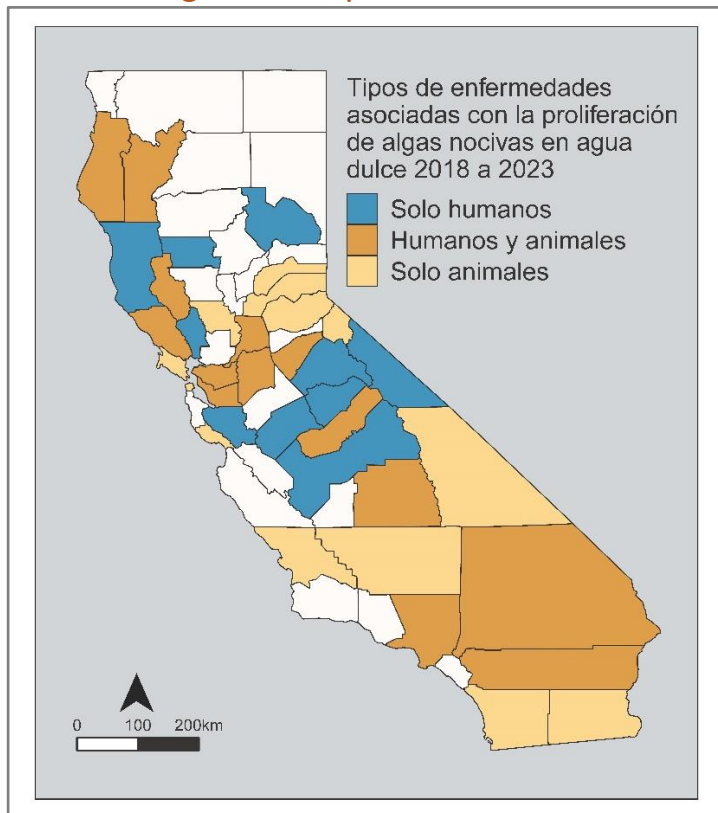 Tipos de enfermedades
asociadas con la proliferación
de algas nocivas en agua
dulce 2018 a 2023
Solo humanos
Humanos y animales
Solo animales
0 100 200km